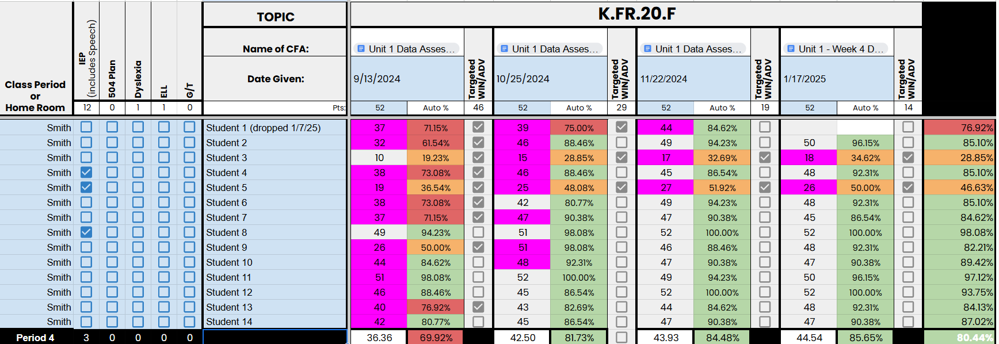 TOPIC
K.FR.20.F
Name of CFA:
Unit 1 Data Asses...
Unit 1 Data Asses...
Unit 1 Data Asses...
Unit 1 - Week 4 D...
Class Period
or
Home Room
IEP
(includes Speech)
504 Plan
Dyslexia
ELL
G/T
Date Given:
9/13/2024
Targeted
WIN/ADV
10/25/2024
Targeted
WIN/ADV
11/22/2024
Targeted
WIN/ADV
1/17/2025
Targeted
WIN/ADV
12 0 1 1 0 Pts: 52 Auto % 46 52 Auto % 29 52 Auto % 19 52 Auto % 14
Smith Student 1 (dropped 1/7/25) 37 71.15% 39 75.00% 44 84.62% 76.92%
Smith Student 2 32 61.54% 46 88.46% 49 94.23% 50 96.15% 85.10%
Smith Student 3 10 19.23% 15 28.85% 17 32.69% 18 34.62% 28.85%
Smith Student 4 38 73.08% 46 88.46% 45 86.54% 48 92.31% 85.10%
Smith Student 5 19 36.54% 25 48.08% 27 51.92% 26 50.00% 46.63%
Smith Student 6 38 73.08% 42 80.77% 49 94.23% 48 92.31% 85.10%
Smith Student 7 37 71.15% 47 90.38% 47 90.38% 45 86.54% 84.62%
Smith Student 8 49 94.23% 51 98.08% 52 100.00% 52 100.00% 98.08%
Smith Student 9 26 50.00% 51 98.08% 46 88.46% 48 92.31% 82.21%
Smith Student 10 44 84.62% 48 92.31% 47 90.38% 47 90.38% 89.42%
Smith Student 11 51 98.08% 52 100.00% 49 94.23% 50 96.15% 97.12%
Smith Student 12 46 88.46% 45 86.54% 52 100.00% 52 100.00% 93.75%
Smith Student 13 40 76.92% 43 82.69% 44 84.62% 48 92.31% 84.13%
Smith Student 14 42 80.77% 45 86.54% 47 90.38% 47 90.38% 87.02%
Period 4 3 0 0 0 0 36.36 69.92% 42.50 81.73% 43.93 84.48% 44.54 85.65% 80.44%